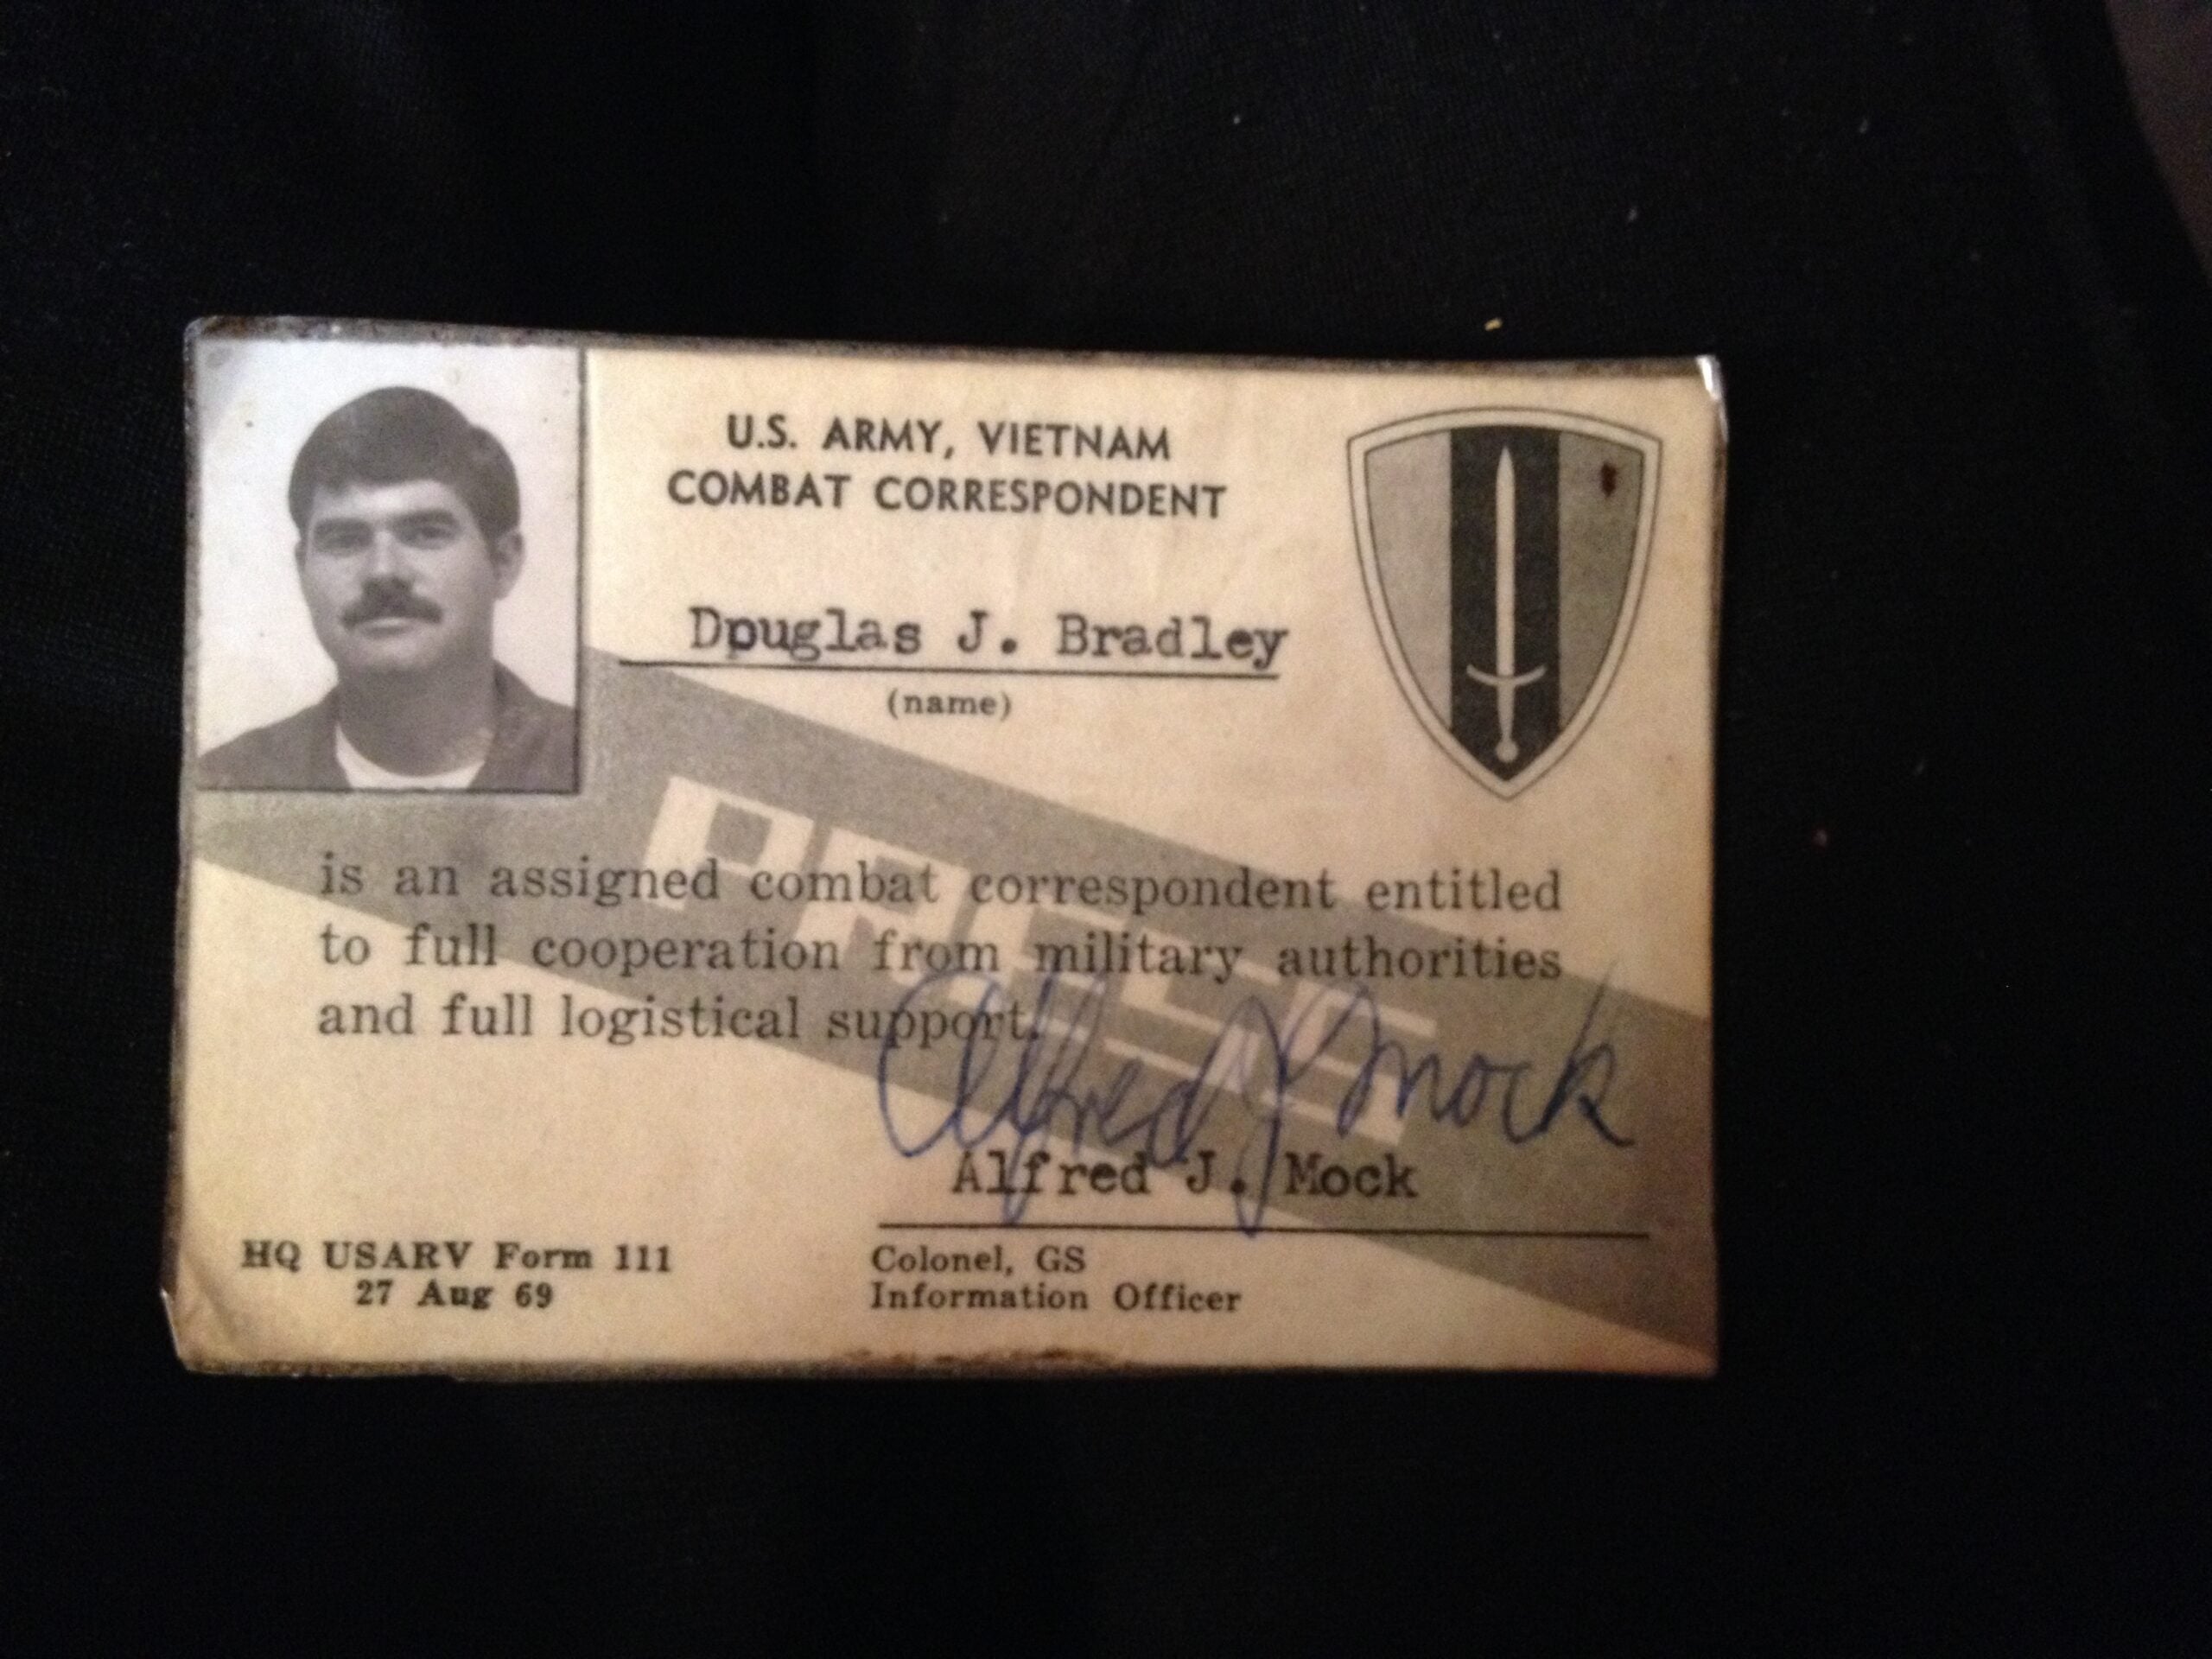 U.S. ARMY, VIETNAM
COMBAT CORRESPONDENT
Dpuglas J. Bradley
(name)
PRESS
is an assigned combat correspondent entitled
to full cooperation from military authorities
and full logistical support.
Alfred J Mock
Alfred J. Mock
HQ USARV Form 111
27 Aug 69
Colonel, GS
Information Officer